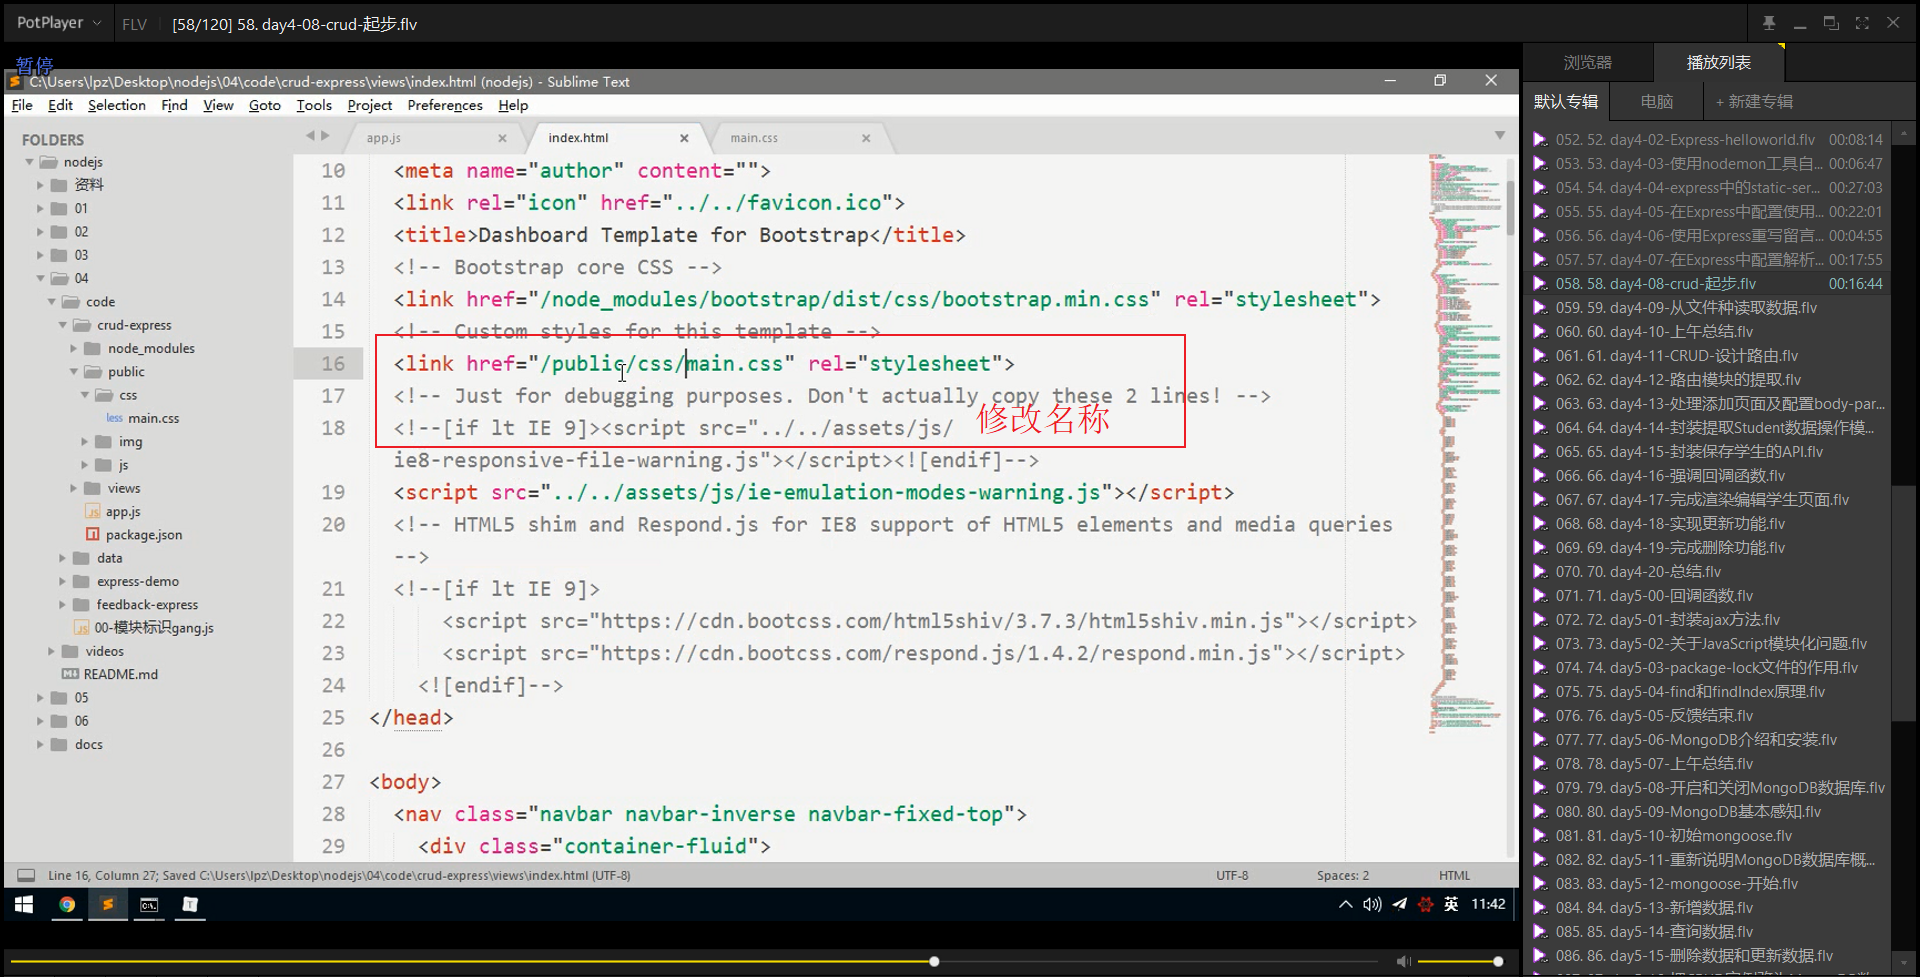 PotPlayer
FLV
[58/120] 58. day4-08-crud-起步.flv
暂停
C:\Users\lpz\Desktop\nodejs\04\code\crud-express\views\index.html (nodejs) - Sublime Text
File Edit Selection Find View Goto Tools Project Preferences Help
FOLDERS
nodejs
资料
01
02
03
04
code
crud-express
node_modules
public
css
less main.css
img
js
views
JS app.js
package.json
data
express-demo
feedback-express
JS 00-模块标识gang.js
videos
README.md
05
06
docs
app.js
index.html
main.css
10 <meta name="author" content="">
11 <link rel="icon" href="../../favicon.ico">
12 <title>Dashboard Template for Bootstrap</title>
13 <!-- Bootstrap core CSS -->
14 <link href="/node_modules/bootstrap/dist/css/bootstrap.min.css" rel="stylesheet">
15 <!-- Custom styles for this template -->
16 <link href="/public/css/main.css" rel="stylesheet">
17 <!-- Just for debugging purposes. Don't actually copy these 2 lines! -->
18 <!--[if lt IE 9]><script src="../../assets/js/
修改名称
ie8-responsive-file-warning.js"></script><![endif]-->
19 <script src="../../assets/js/ie-emulation-modes-warning.js"></script>
20 <!-- HTML5 shim and Respond.js for IE8 support of HTML5 elements and media queries
-->
21 <!--[if lt IE 9]>
22 <script src="https://cdn.bootcss.com/html5shiv/3.7.3/html5shiv.min.js"></script>
23 <script src="https://cdn.bootcss.com/respond.js/1.4.2/respond.min.js"></script>
24 <![endif]-->
25 </head>
26
27 <body>
28 <nav class="navbar navbar-inverse navbar-fixed-top">
29 <div class="container-fluid">
Line 16, Column 27; Saved C:\Users\lpz\Desktop\nodejs\04\code\crud-express\views\index.html (UTF-8)
UTF-8
Spaces: 2
HTML
英
11:42
浏览器
播放列表
默认专辑
电脑
+ 新建专辑
052. 52. day4-02-Express-helloworld.flv 00:08:14
053. 53. day4-03-使用nodemon工具自... 00:06:47
054. 54. day4-04-express中的static-ser... 00:27:03
055. 55. day4-05-在Express中配置使用... 00:22:01
056. 56. day4-06-使用Express重写留言... 00:04:55
057. 57. day4-07-在Express中配置解析... 00:17:55
058. 58. day4-08-crud-起步.flv 00:16:44
059. 59. day4-09-从文件种读取数据.flv
060. 60. day4-10-上午总结.flv
061. 61. day4-11-CRUD-设计路由.flv
062. 62. day4-12-路由模块的提取.flv
063. 63. day4-13-处理添加页面及配置body-par...
064. 64. day4-14-封装提取Student数据操作模...
065. 65. day4-15-封装保存学生的API.flv
066. 66. day4-16-强调回调函数.flv
067. 67. day4-17-完成渲染编辑学生页面.flv
068. 68. day4-18-实现更新功能.flv
069. 69. day4-19-完成删除功能.flv
070. 70. day4-20-总结.flv
071. 71. day5-00-回调函数.flv
072. 72. day5-01-封装ajax方法.flv
073. 73. day5-02-关于JavaScript模块化问题.flv
074. 74. day5-03-package-lock文件的作用.flv
075. 75. day5-04-find和findIndex原理.flv
076. 76. day5-05-反馈结束.flv
077. 77. day5-06-MongoDB介绍和安装.flv
078. 78. day5-07-上午总结.flv
079. 79. day5-08-开启和关闭MongoDB数据库.flv
080. 80. day5-09-MongoDB基本感知.flv
081. 81. day5-10-初始mongoose.flv
082. 82. day5-11-重新说明MongoDB数据库概...
083. 83. day5-12-mongoose-开始.flv
084. 84. day5-13-新增数据.flv
085. 85. day5-14-查询数据.flv
086. 86. day5-15-删除数据和更新数据.flv